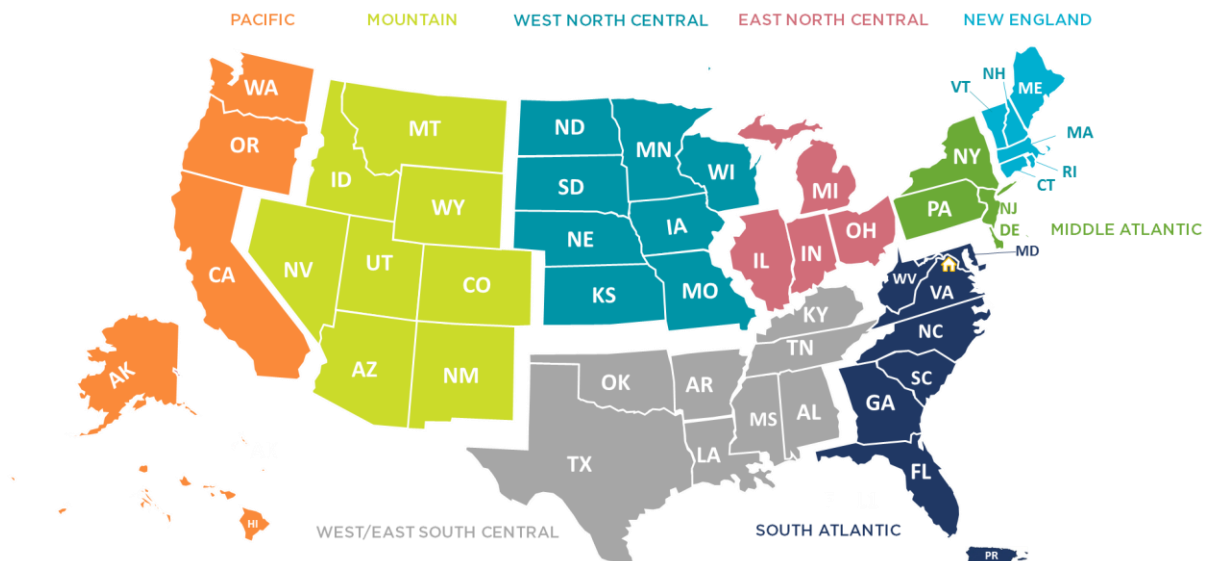 PACIFIC
MOUNTAIN
WEST NORTH CENTRAL
EAST NORTH CENTRAL
NEW ENGLAND
WA
OR
CA
AK
HI
MT
ID
WY
NV
UT
CO
AZ
NM
ND
MN
WI
SD
NE
IA
KS
MO
MI
IL
IN
OH
NH
VT
ME
MA
RI
CT
NY
PA
NJ
DE
MIDDLE ATLANTIC
MD
WV
VA
NC
SC
GA
FL
PR
KY
TN
OK
AR
TX
LA
MS
AL
WEST/EAST SOUTH CENTRAL
SOUTH ATLANTIC